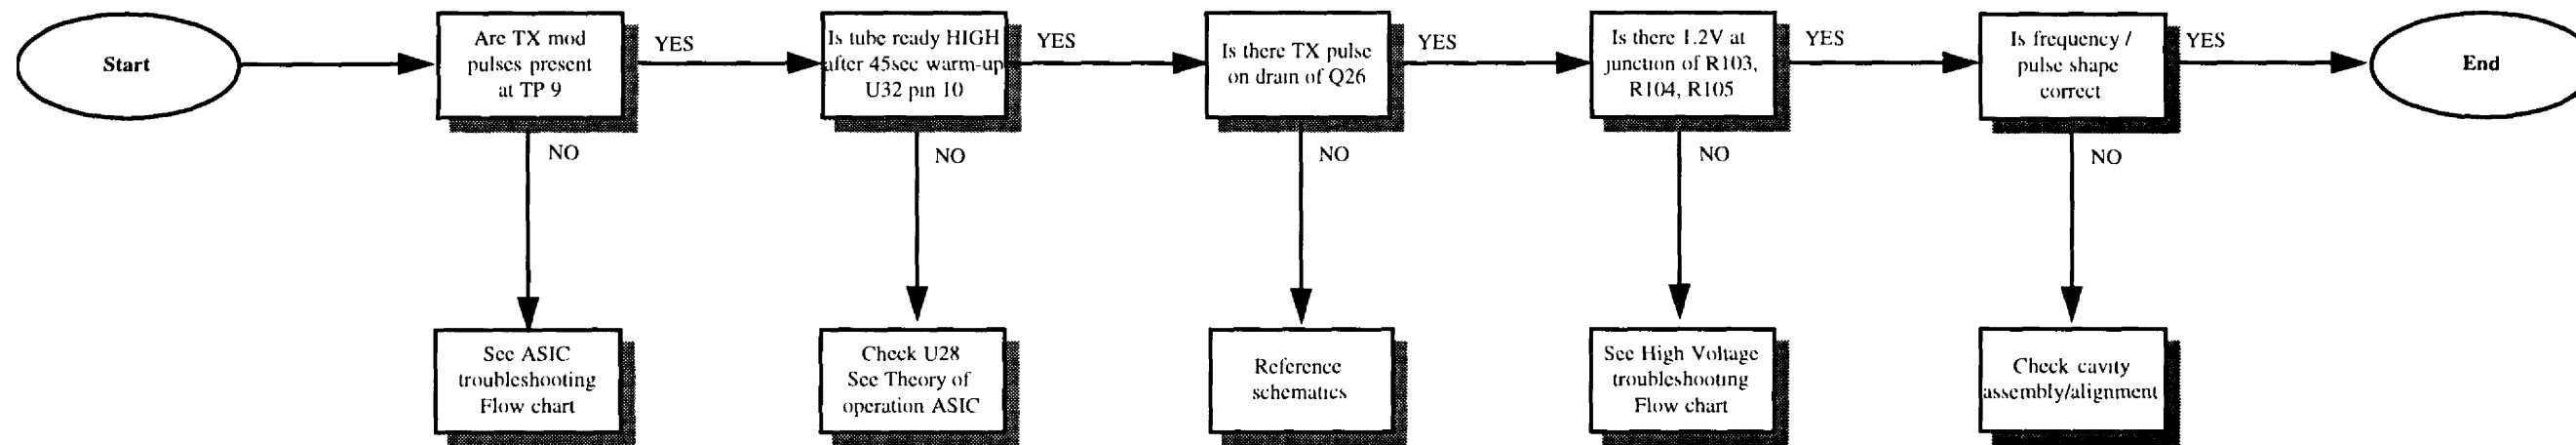 Start
Are TX mod
pulses present
at TP 9
YES
Is tube ready HIGH
after 45sec warm-up
U32 pin 10
YES
Is there TX pulse
on drain of Q26
YES
Is there 1.2V at
junction of R103,
R104, R105
YES
Is frequency /
pulse shape
correct
YES
End
NO
NO
NO
NO
NO
See ASIC
troubleshooting
Flow chart
Check U28
See Theory of
operation ASIC
Reference
schematics
See High Voltage
troubleshooting
Flow chart
Check cavity
assembly/alignment